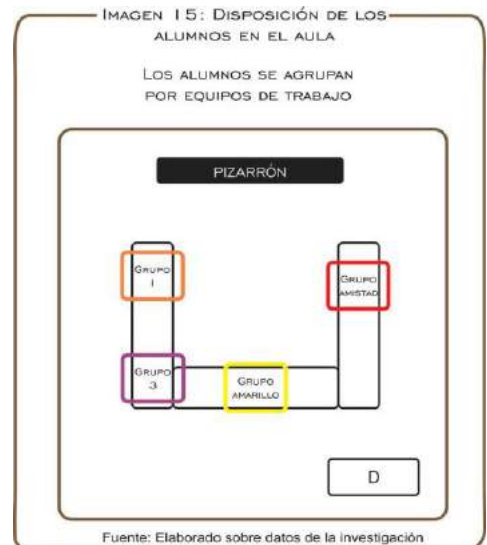 IMAGEN 15: DISPOSICIÓN DE LOS
ALUMNOS EN EL AULA
LOS ALUMNOS SE AGRUPAN
POR EQUIPOS DE TRABAJO
PIZARRÓN
GRUPO
1
GRUPO
AMISTAD
GRUPO
3
GRUPO
AMARILLO
D
Fuente: Elaborado sobre datos de la investigación